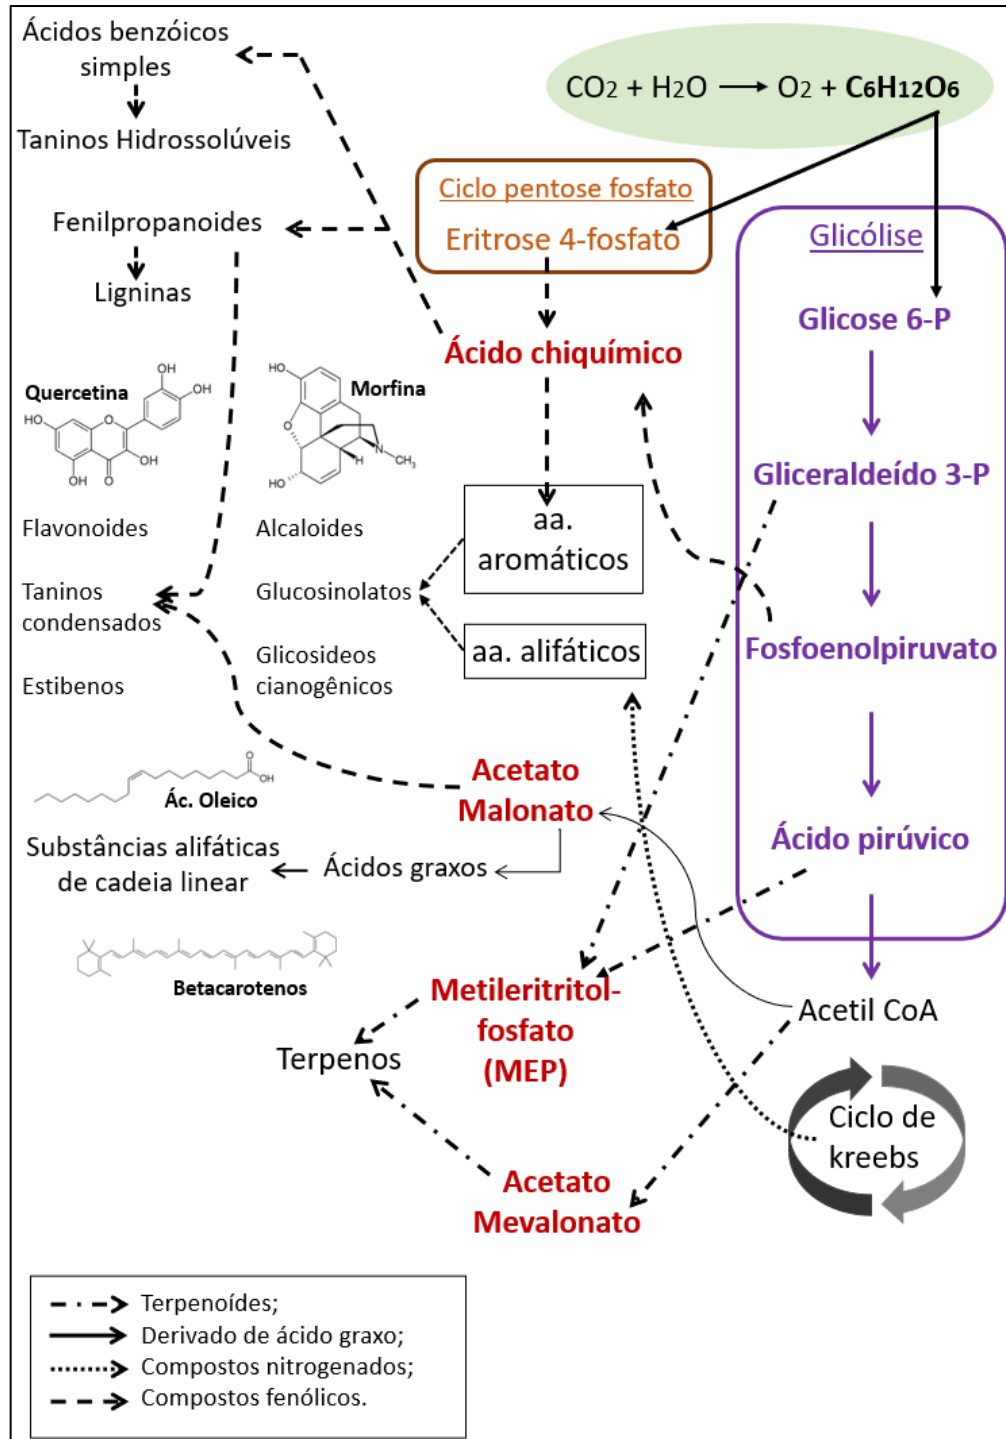 Ácidos benzóicos
simples
Taninos Hidrossolúveis
CO2 + H2O → O2 + C6H12O6
Ciclo pentose fosfato
Eritrose 4-fosfato
Fenilpropanoides
Ligninas
Glicólise
Glicose 6-P
Ácido chiquímico
Quercetina
OH
OH
HO
O
OH
OH
O
Morfina
HO
O
H
N
CH3
HO
Gliceraldeído 3-P
Flavonoides
Alcaloides
aa.
aromáticos
Taninos
condensados
Glucosinolatos
Glicosideos
cianogênicos
aa. alifáticos
Fosfoenolpiruvato
Estibenos
O
OH
Ác. Oleico
Acetato
Malonato
Ácido pirúvico
Substâncias alifáticas
de cadeia linear
Ácidos graxos
Betacarotenos
Metileritritol-
fosfato
(MEP)
Acetil CoA
Terpenos
Ciclo de
kreebs
Acetato
Mevalonato
Terpenoídes;
Derivado de ácido graxo;
Compostos nitrogenados;
Compostos fenólicos.